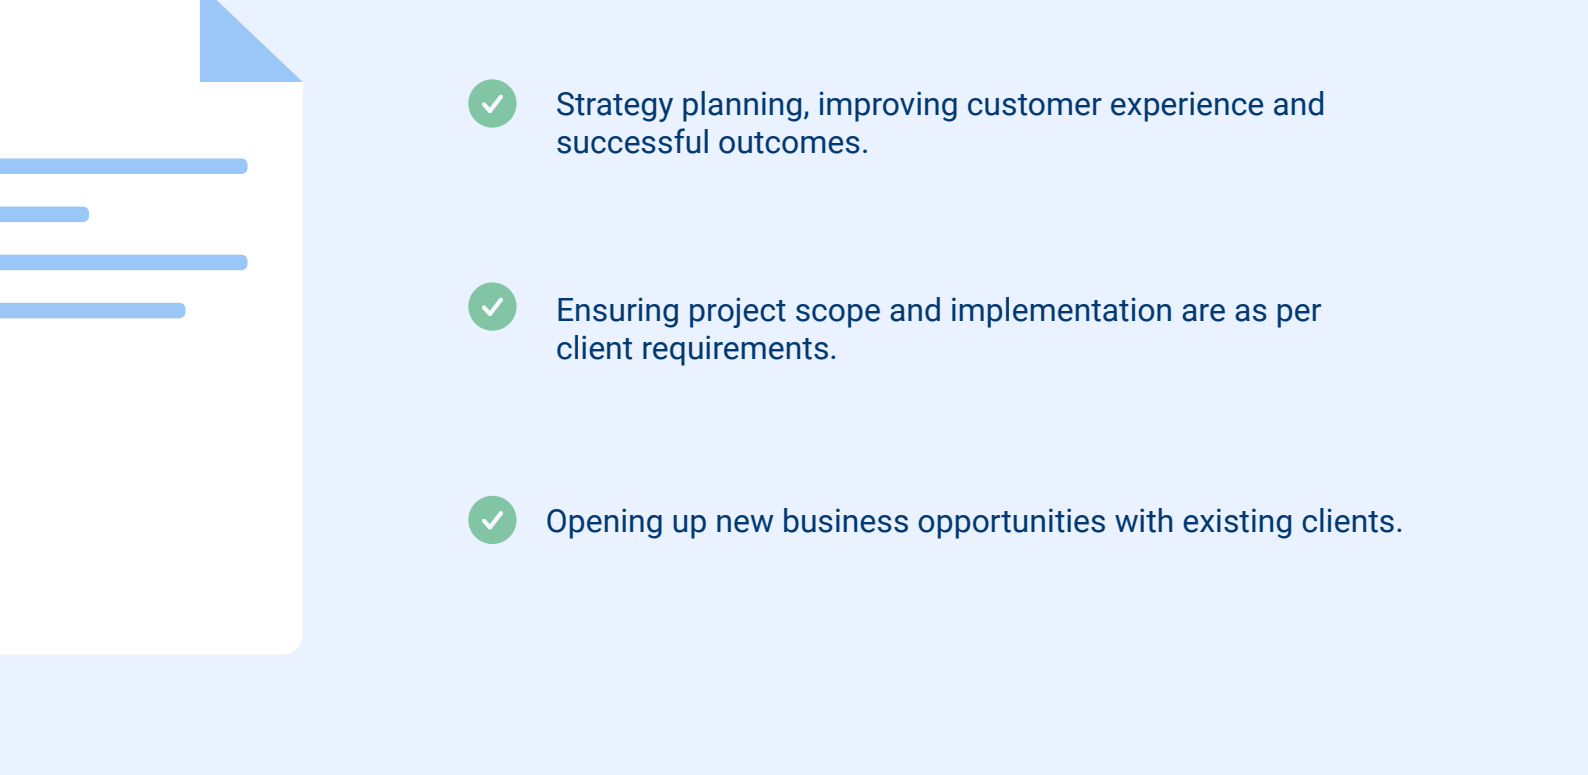 Strategy planning, improving customer experience and
successful outcomes.
Ensuring project scope and implementation are as per
client requirements.
Opening up new business opportunities with existing clients.